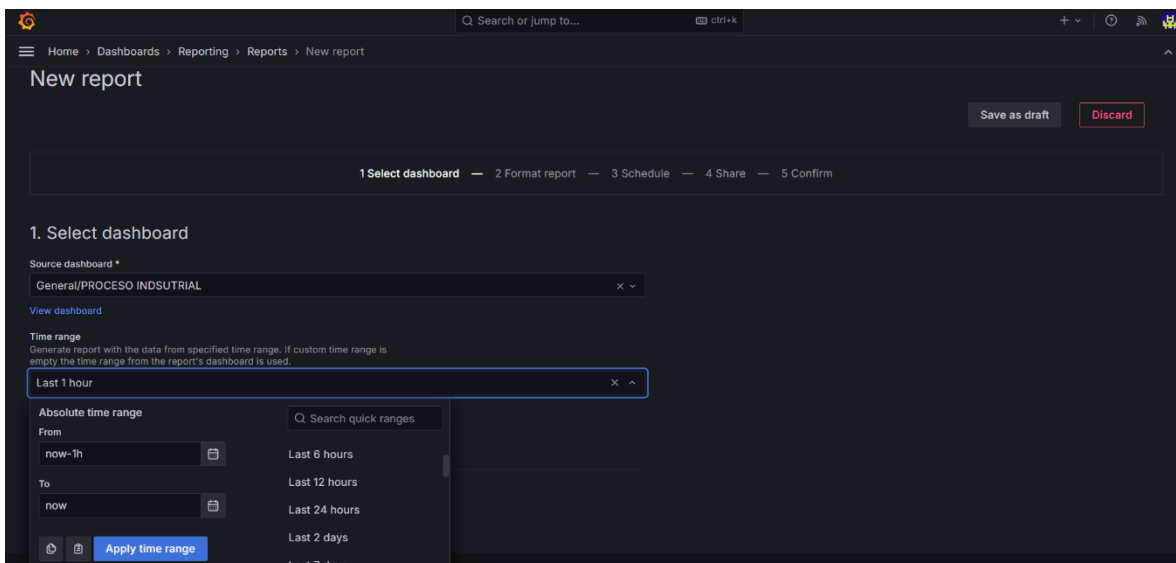 Search or jump to... ctrl+k
Home › Dashboards › Reporting › Reports › New report
New report
Save as draft Discard
1 Select dashboard — 2 Format report — 3 Schedule — 4 Share — 5 Confirm
1. Select dashboard
Source dashboard *
General/PROCESO INDSUTRIAL
View dashboard
Time range
Generate report with the data from specified time range. If custom time range is
empty the time range from the report's dashboard is used.
Last 1 hour
Absolute time range
From
now-1h
To
now
Apply time range
Search quick ranges
Last 6 hours
Last 12 hours
Last 24 hours
Last 2 days